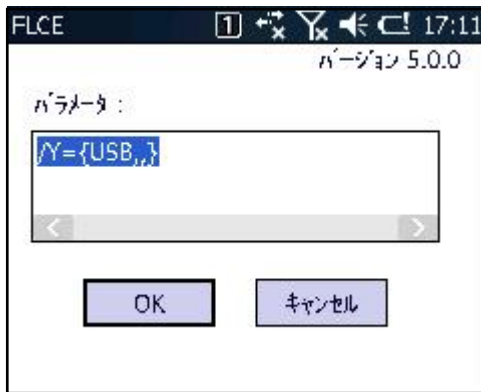 FLCE 1 17:11
バージョン 5.0.0
パラメータ :
/Y={USB,,}
OK キャンセル